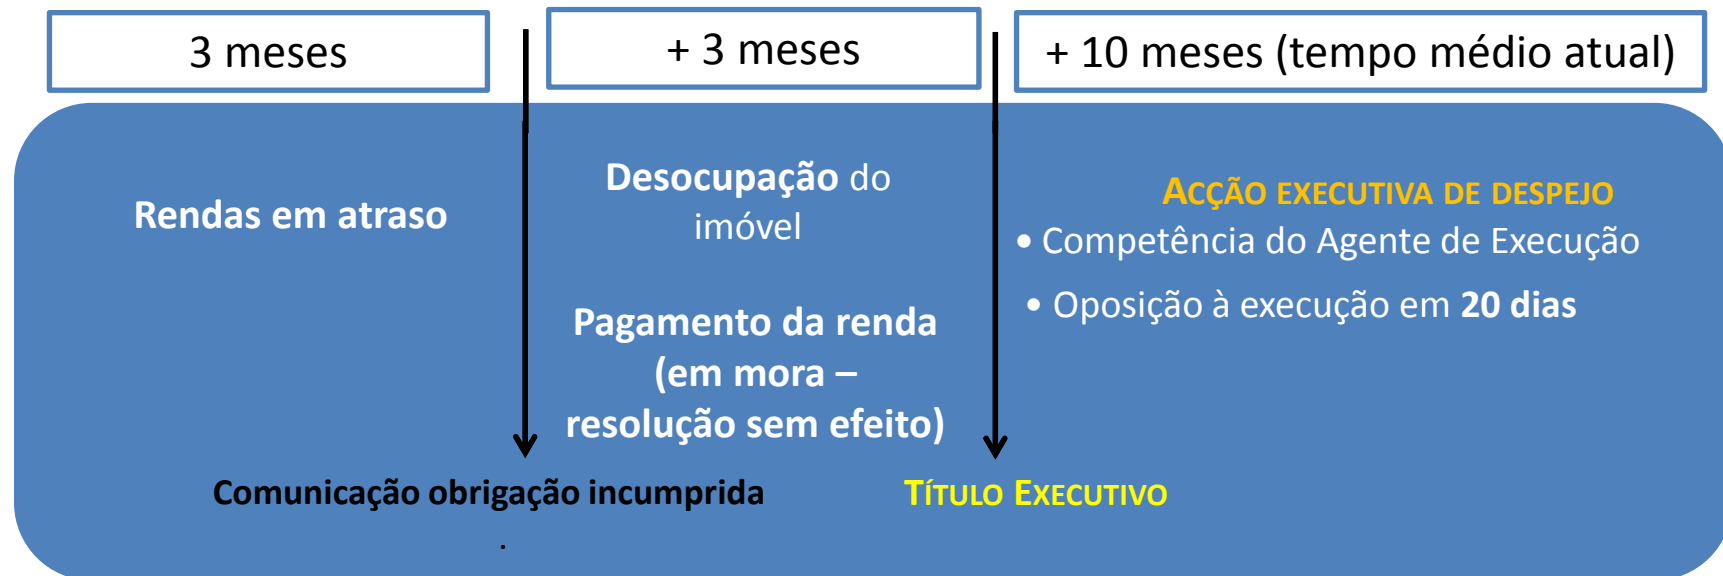 3 meses
+ 3 meses
+ 10 meses (tempo médio atual)
Rendas em atraso
Desocupação do
imóvel
Pagamento da renda
(em mora –
resolução sem efeito)
ACÇÃO EXECUTIVA DE DESPEJO
• Competência do Agente de Execução
• Oposição à execução em 20 dias
Comunicação obrigação incumprida
.
TÍTULO EXECUTIVO